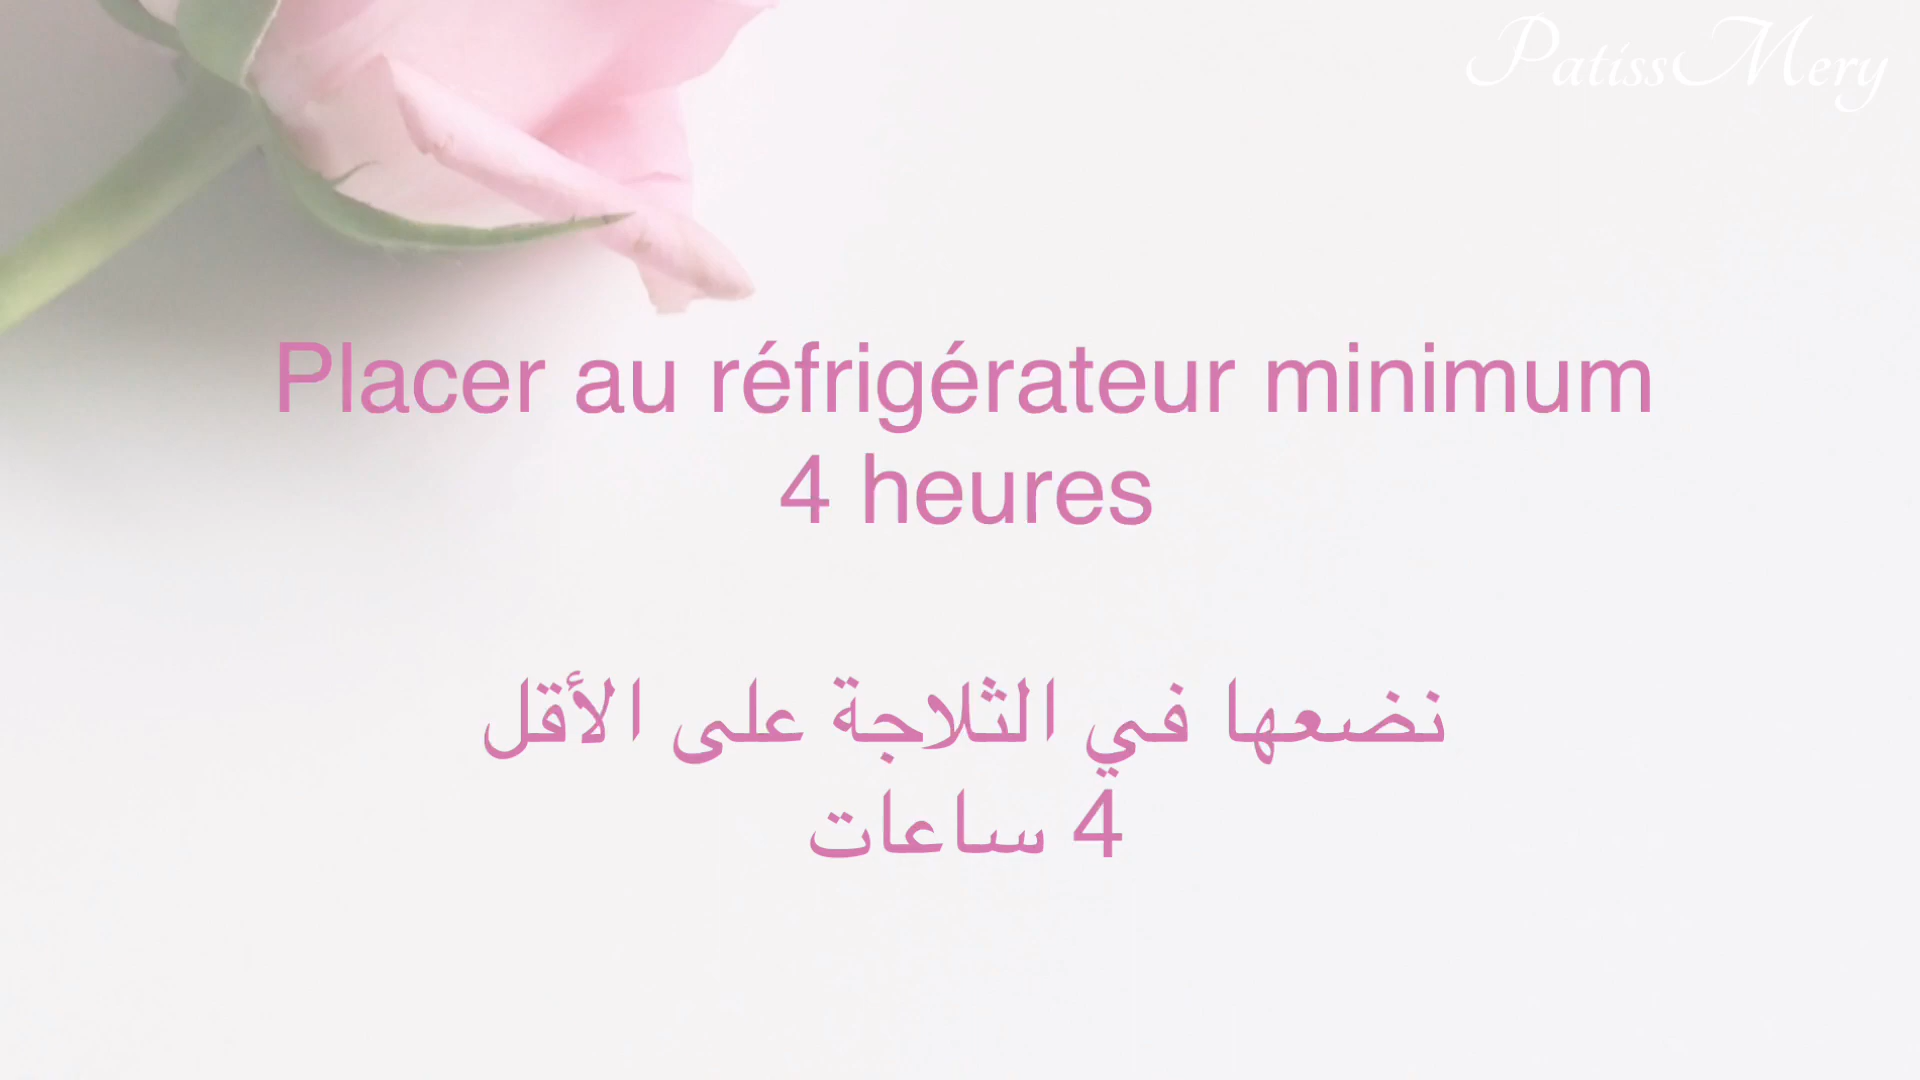 PatissMery
Placer au réfrigérateur minimum
4 heures
نضعها في الثلاجة على الأقل
4 ساعات